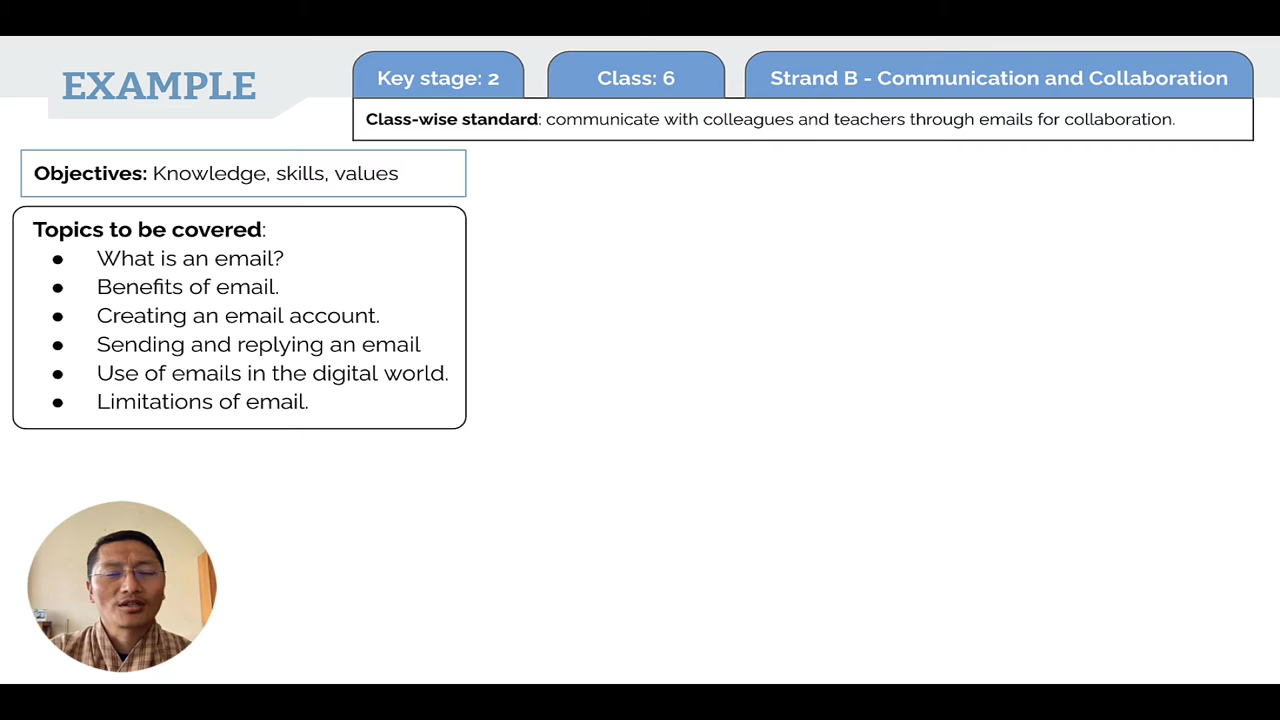 EXAMPLE
Key stage: 2
Class: 6
Strand B - Communication and Collaboration
Class-wise standard: communicate with colleagues and teachers through emails for collaboration.
Objectives: Knowledge, skills, values
Topics to be covered:
● What is an email?
● Benefits of email.
● Creating an email account.
● Sending and replying an email
● Use of emails in the digital world.
● Limitations of email.